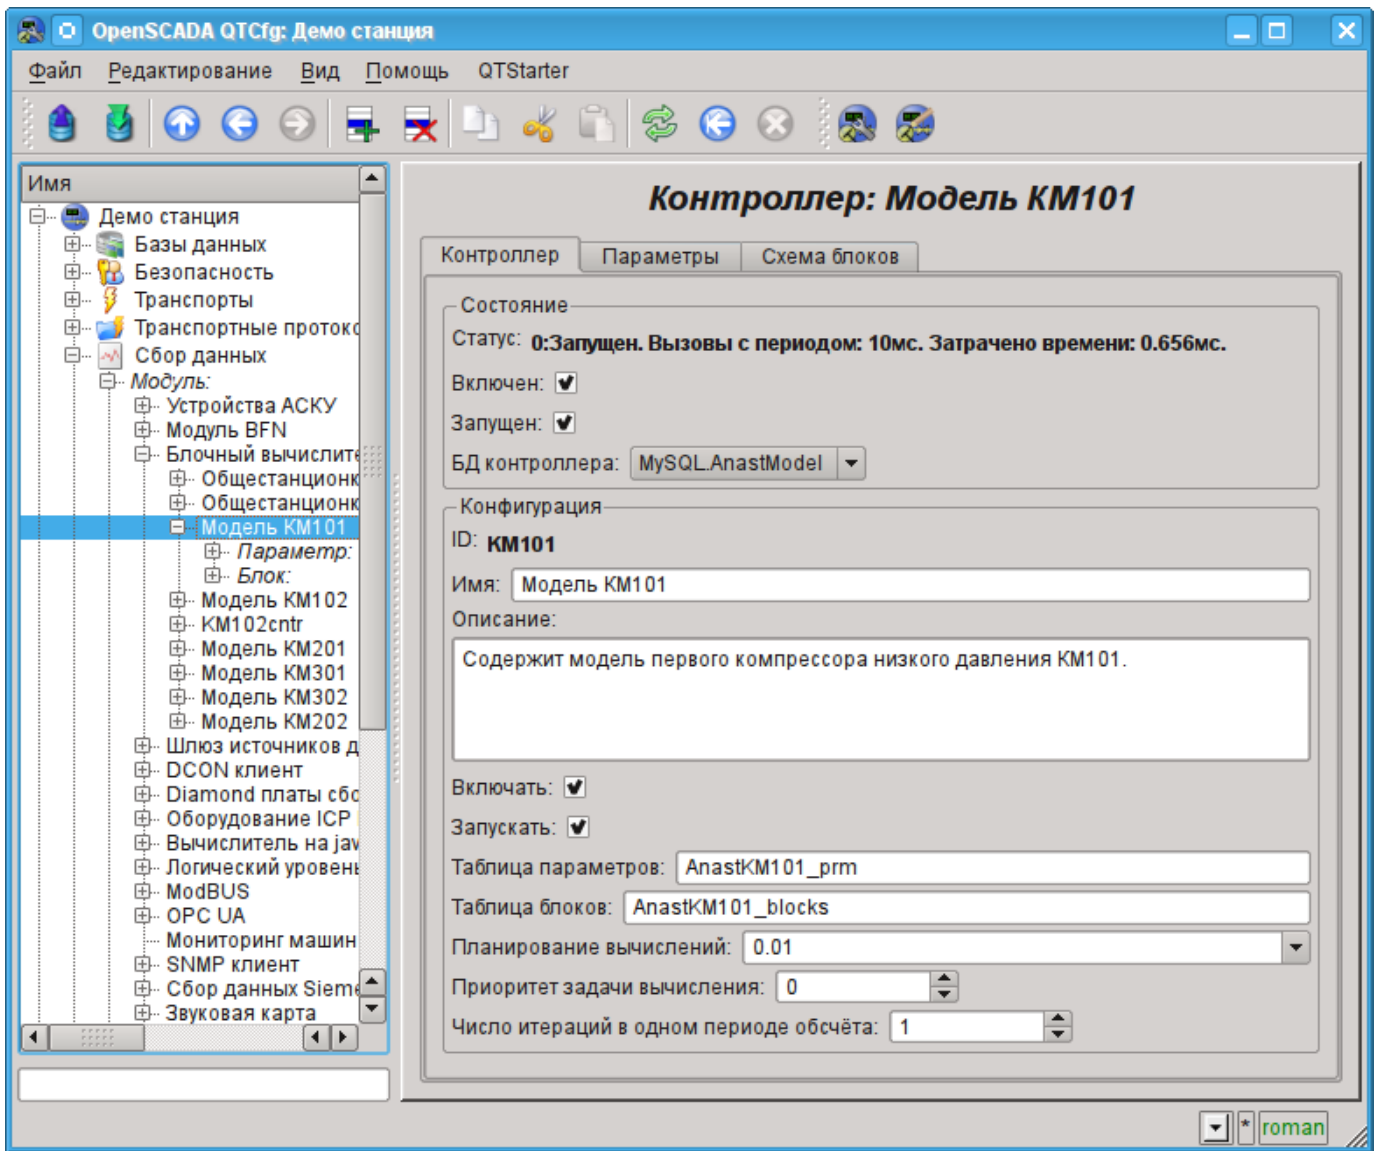 OpenSCADA QTCfg: Демо станция
Файл Редактирование Вид Помощь QTStarter
Имя
Демо станция
Базы данных
Безопасность
Транспорты
Транспортные протоко
Сбор данных
Модуль:
Устройства АСКУ
Модуль BFN
Блочный вычислите
Общестанционк
Общестанционк
Модель КМ101
Параметр:
Блок:
Модель КМ102
KM102cntr
Модель КМ201
Модель КМ301
Модель КМ302
Модель КМ202
Шлюз источников д
DCON клиент
Diamond платы сбо
Оборудование ICP
Вычислитель на jav
Логический уровень
ModBUS
OPC UA
Мониторинг машин
SNMP клиент
Сбор данных Sieme
Звуковая карта
Контроллер: Модель КМ101
Контроллер Параметры Схема блоков
Состояние
Статус: 0:Запущен. Вызовы с периодом: 10мс. Затрачено времени: 0.656мс.
Включен:
Запущен:
БД контроллера: MySQL.AnastModel
Конфигурация
ID: KM101
Имя: Модель КМ101
Описание:
Содержит модель первого компрессора низкого давления КМ101.
Включать:
Запускать:
Таблица параметров: AnastKM101_prm
Таблица блоков: AnastKM101_blocks
Планирование вычислений: 0.01
Приоритет задачи вычисления: 0
Число итераций в одном периоде обсчёта: 1
* roman